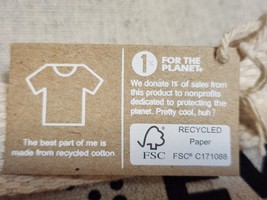 1% FOR THE
PLANET®
We donate 1% of sales from
this product to nonprofits
dedicated to protecting the
planet. Pretty cool, huh?
The best part of me is
made from recycled cotton
FSC
RECYCLED
Paper
FSC® C171088